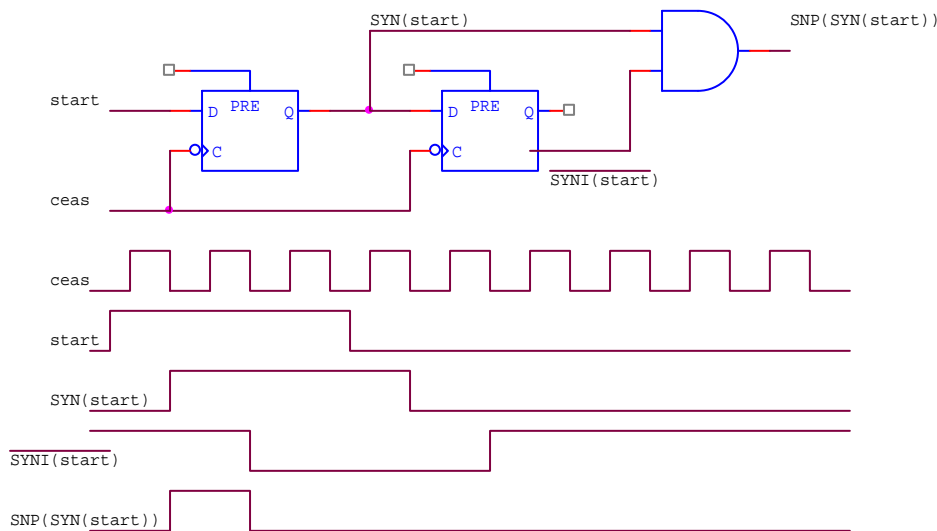 SYN(start)
SNP(SYN(start))
start
D PRE Q
C
D PRE Q
C
SYNI(start)
ceas
ceas
start
SYN(start)
SYNI(start)
SNP(SYN(start))